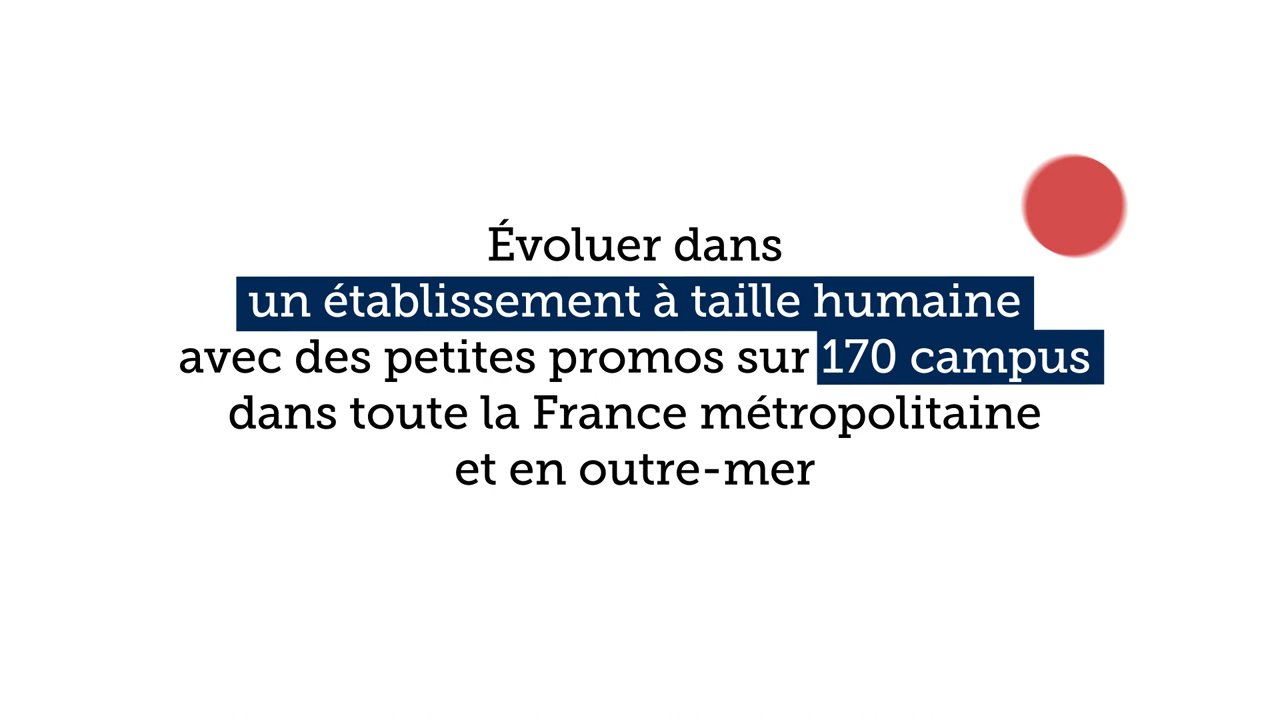 Évoluer dans
un établissement à taille humaine
avec des petites promos sur 170 campus
dans toute la France métropolitaine
et en outre-mer